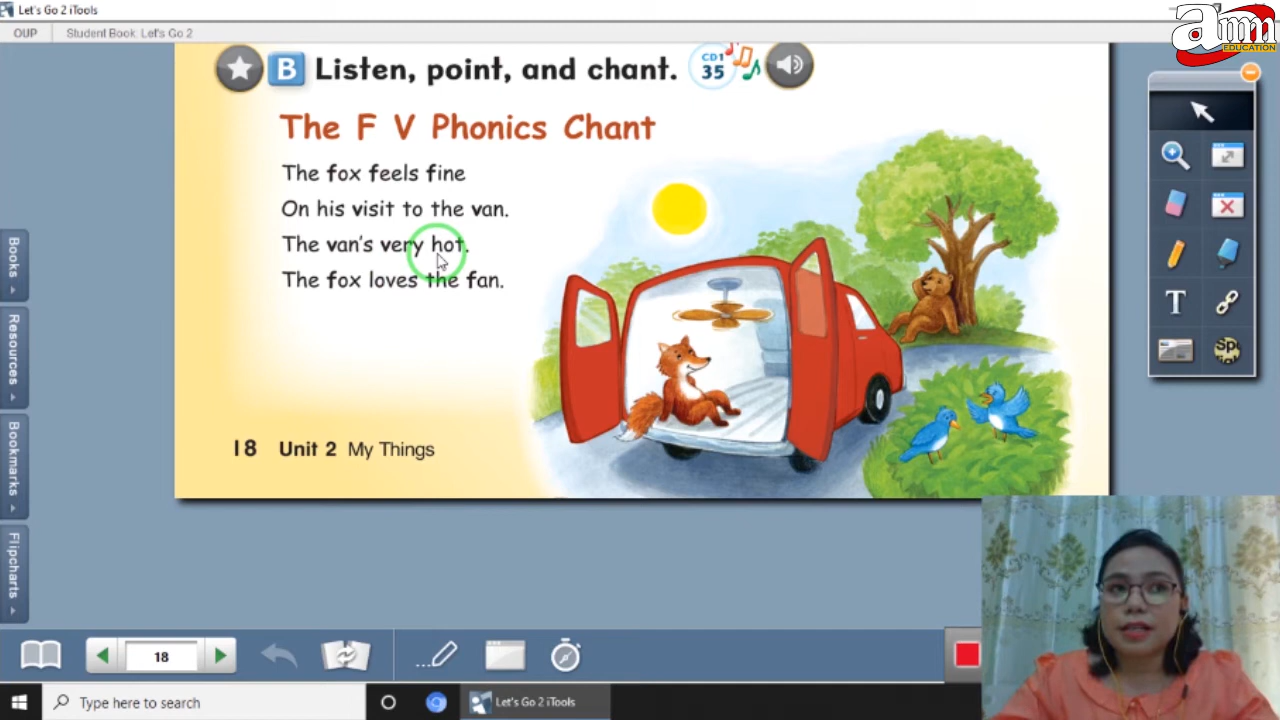 Let's Go 2 iTools
OUP Student Book: Let's Go 2
amm
EDUCATION
B Listen, point, and chant. CD1 35
The F V Phonics Chant
The fox feels fine
On his visit to the van.
The van's very hot.
The fox loves the fan.
18 Unit 2 My Things
Books
Resources
Bookmarks
Flipcharts
T
18
Type here to search
Let's Go 2 iTools